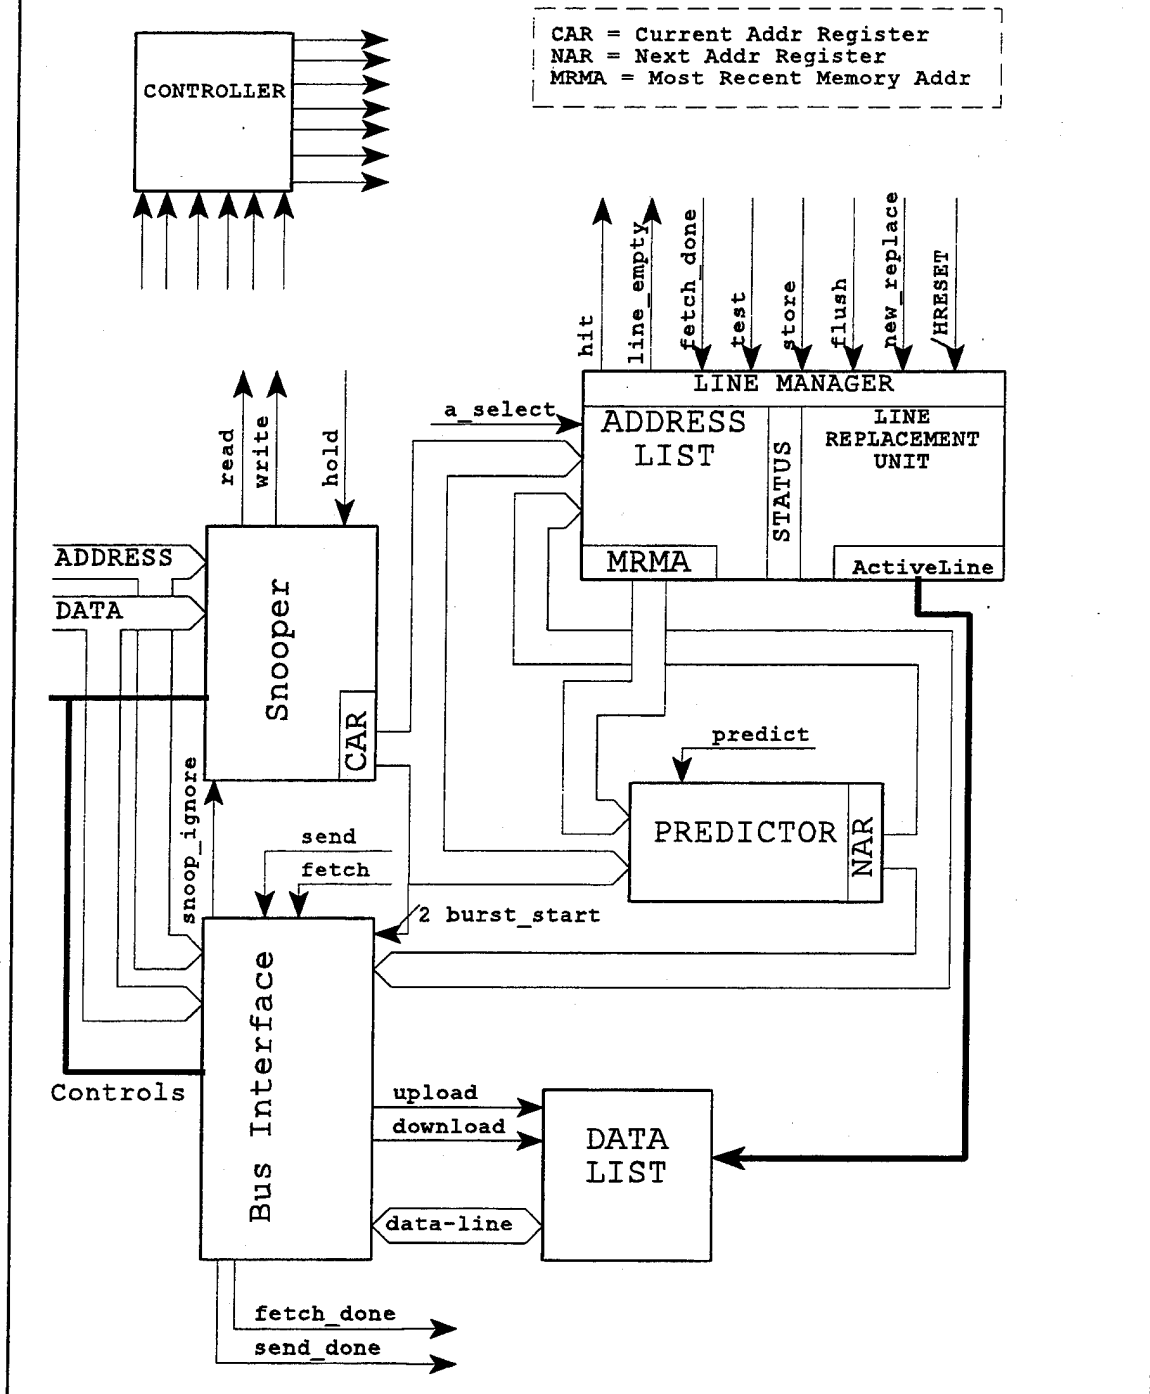 CAR = Current Addr Register
NAR = Next Addr Register
MRMA = Most Recent Memory Addr
CONTROLLER
hit
line_empty
fetch_done
test
store
flush
new_replace
/HRESET
LINE MANAGER
a_select
ADDRESS
LIST
STATUS
LINE
REPLACEMENT
UNIT
MRMA
ActiveLine
read
write
hold
ADDRESS
DATA
Snooper
CAR
predict
PREDICTOR
NAR
snoop_ignore
send
fetch
2 burst_start
Bus Interface
Controls
upload
download
DATA
LIST
data-line
fetch_done
send_done